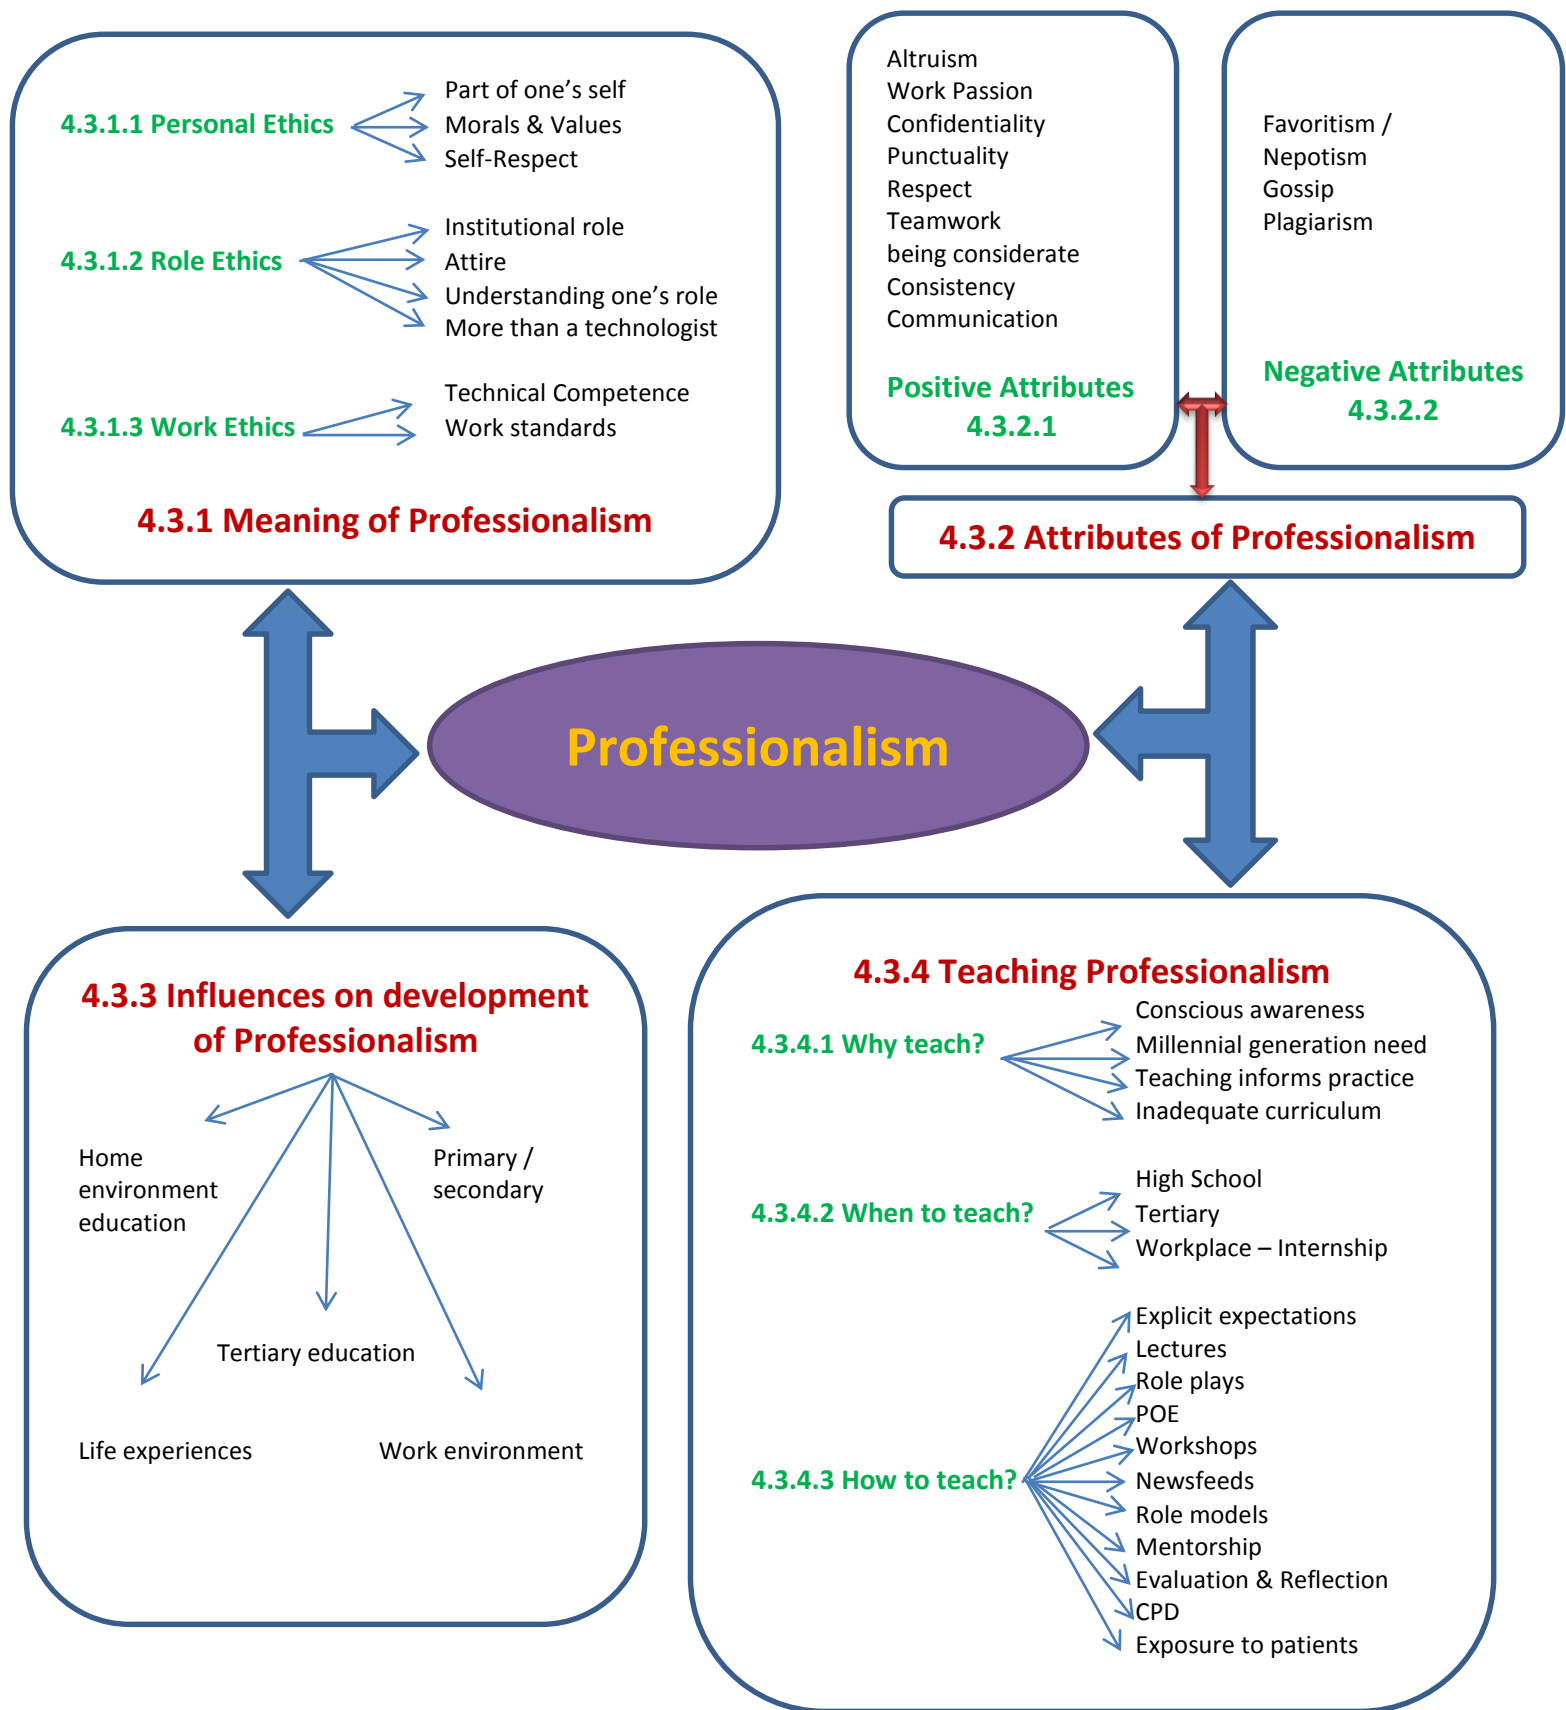 4.3.1.1 Personal Ethics
Part of one’s self
Morals & Values
Self-Respect
4.3.1.2 Role Ethics
Institutional role
Attire
Understanding one’s role
More than a technologist
4.3.1.3 Work Ethics
Technical Competence
Work standards
4.3.1 Meaning of Professionalism
Altruism
Work Passion
Confidentiality
Punctuality
Respect
Teamwork
being considerate
Consistency
Communication
Positive Attributes
4.3.2.1
Favoritism /
Nepotism
Gossip
Plagiarism
Negative Attributes
4.3.2.2
4.3.2 Attributes of Professionalism
Professionalism
4.3.3 Influences on development
of Professionalism
Home
environment
education
Primary /
secondary
Tertiary education
Life experiences
Work environment
4.3.4 Teaching Professionalism
4.3.4.1 Why teach?
Conscious awareness
Millennial generation need
Teaching informs practice
Inadequate curriculum
4.3.4.2 When to teach?
High School
Tertiary
Workplace – Internship
4.3.4.3 How to teach?
Explicit expectations
Lectures
Role plays
POE
Workshops
Newsfeeds
Role models
Mentorship
Evaluation & Reflection
CPD
Exposure to patients